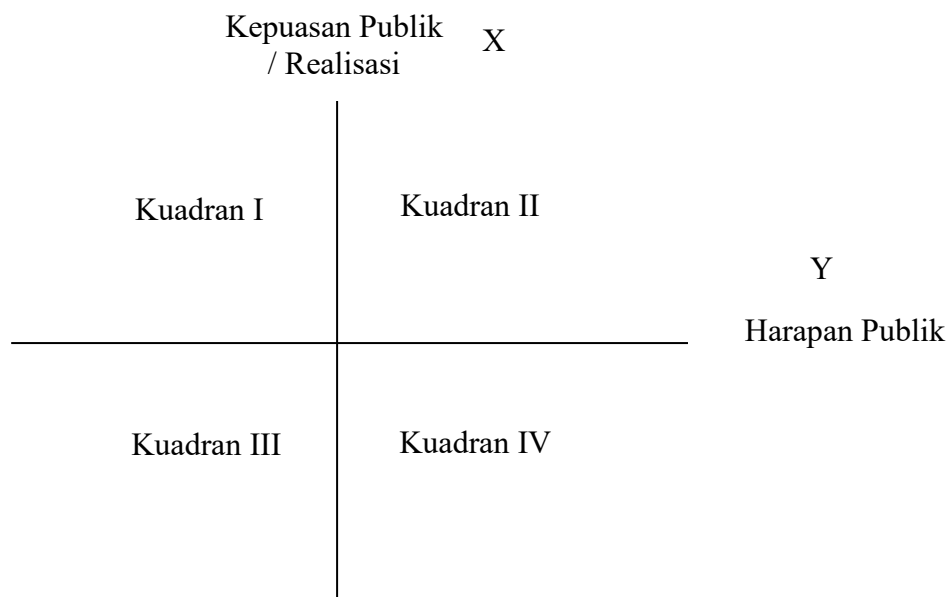 Kepuasan Publik
/ Realisasi
X
Kuadran I
Kuadran II
Y
Harapan Publik
Kuadran III
Kuadran IV